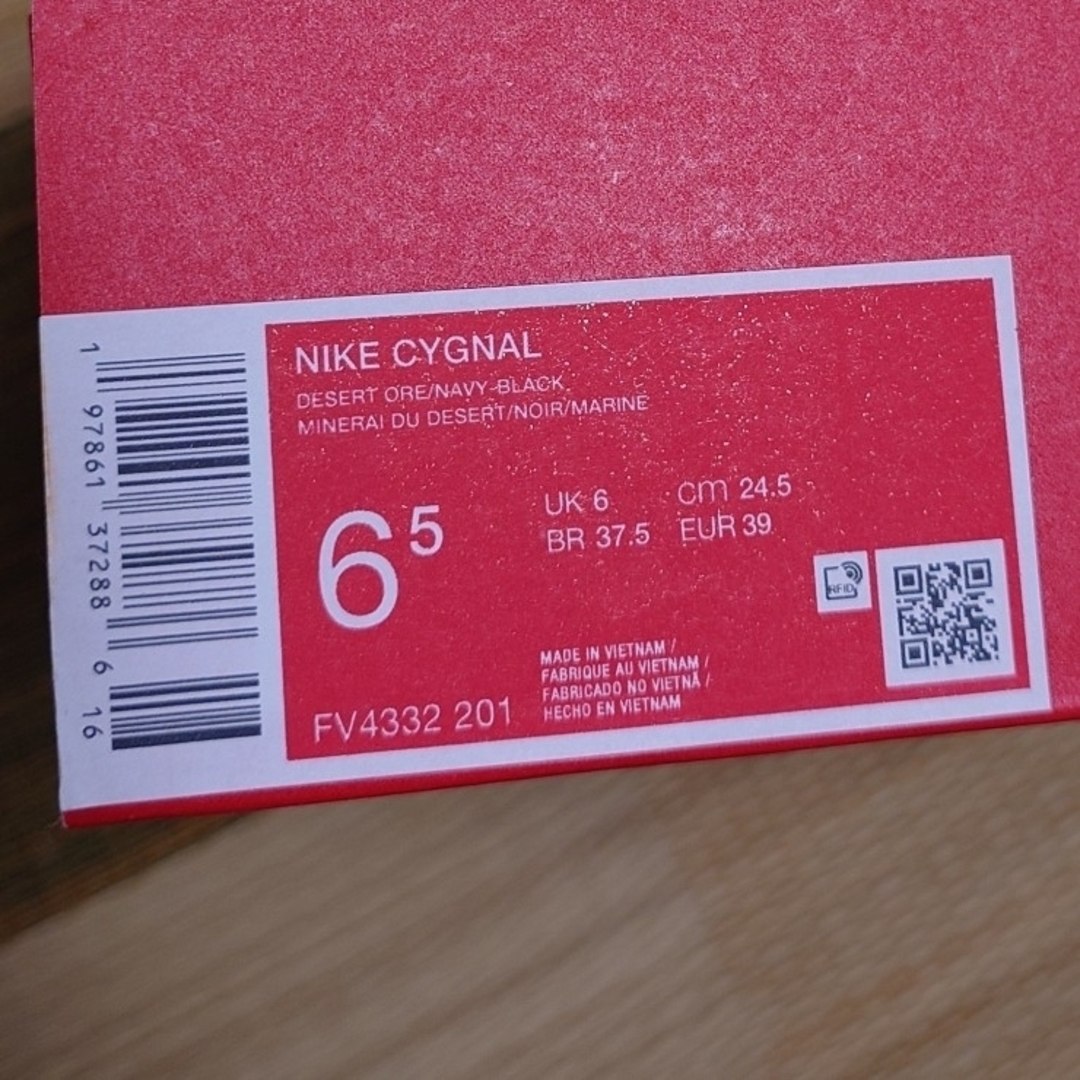 NIKE CYGNAL
DESERT ORE/NAVY-BLACK
MINERAI DU DESERT/NOIR/MARINE
6 5
UK 6 cm 24.5
BR 37.5 EUR 39
RFID
MADE IN VIETNAM /
FABRIQUE AU VIETNAM /
FABRICADO NO VIETNÃ /
HECHO EN VIETNAM
FV4332 201
1 97861 37288 6 16